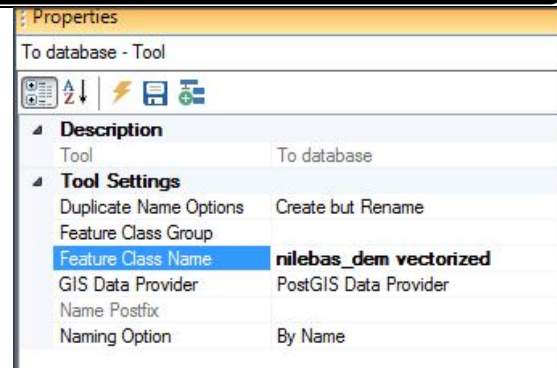 Properties
To database - Tool
A Z
Description
Tool To database
Tool Settings
Duplicate Name Options Create but Rename
Feature Class Group
Feature Class Name nilebas_dem vectorized
GIS Data Provider PostGIS Data Provider
Name Postfix
Naming Option By Name